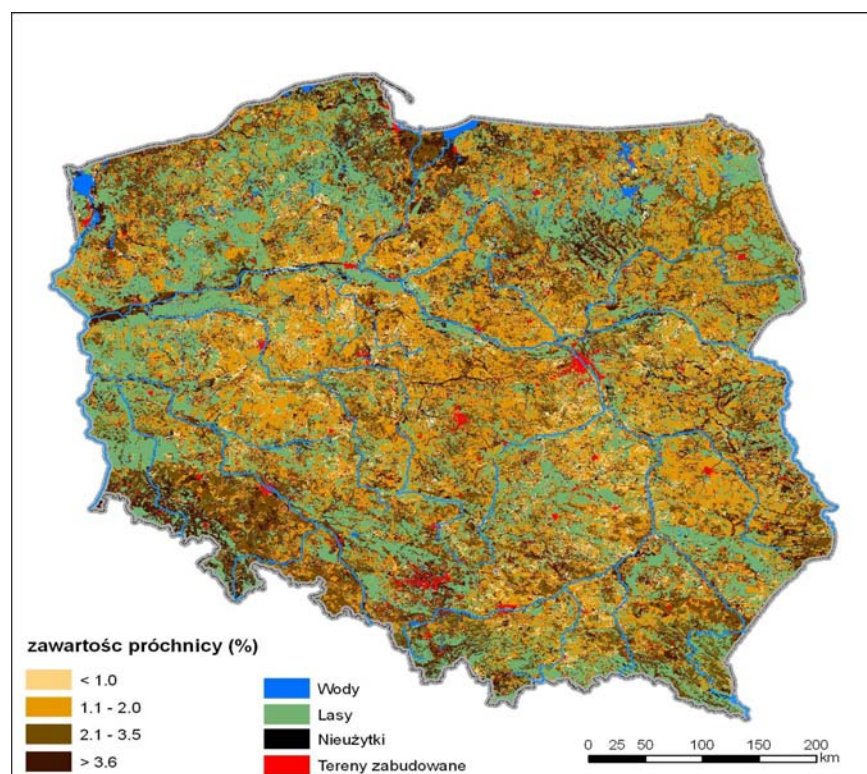 zawartośc próchnicy (%)
< 1.0
1.1 - 2.0
2.1 - 3.5
> 3.6
Wody
Lasy
Nieużytki
Tereny zabudowane
0 25 50 100 150 200
km